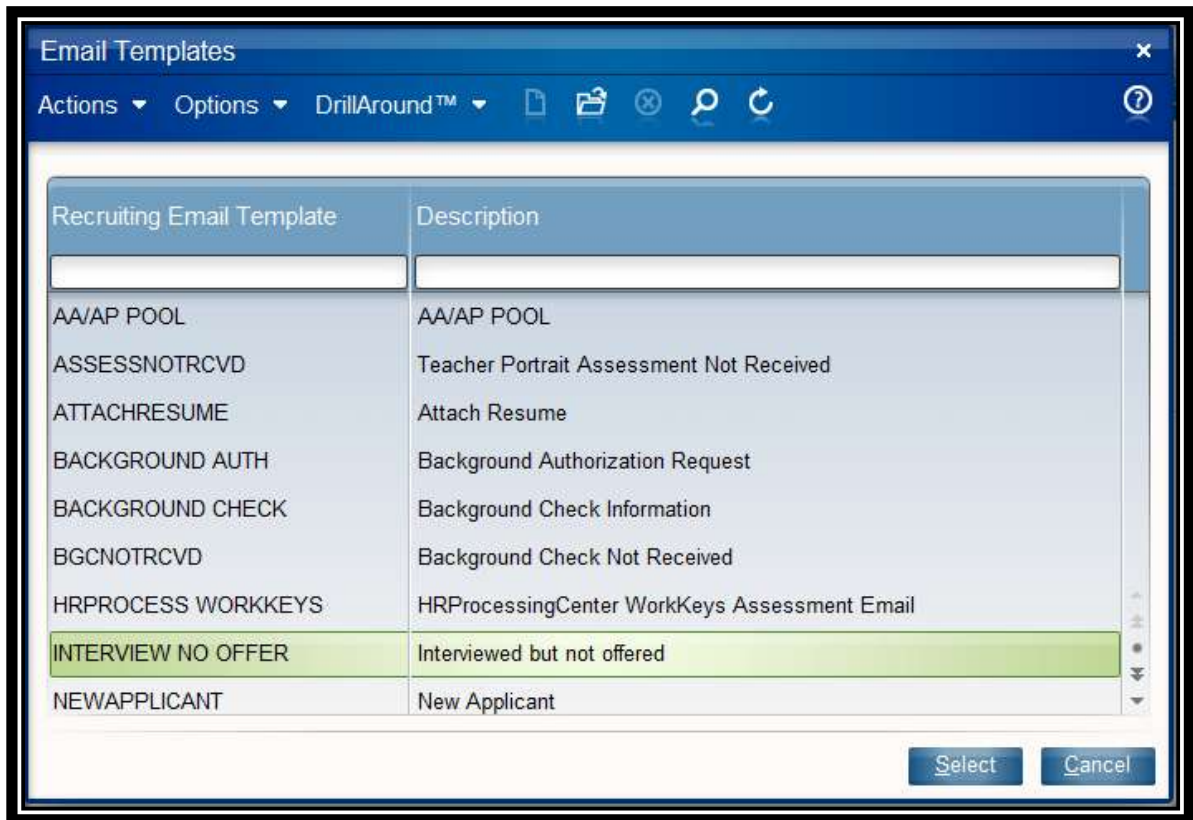 Email Templates
Actions Options DrillAround™
Recruiting Email Template Description
AA/AP POOL AA/AP POOL
ASSESSNOTRCVD Teacher Portrait Assessment Not Received
ATTACHRESUME Attach Resume
BACKGROUND AUTH Background Authorization Request
BACKGROUND CHECK Background Check Information
BGCNOTRCVD Background Check Not Received
HRPROCESS WORKKEYS HRProcessingCenter WorkKeys Assessment Email
INTERVIEW NO OFFER Interviewed but not offered
NEWAPPLICANT New Applicant
Select Cancel